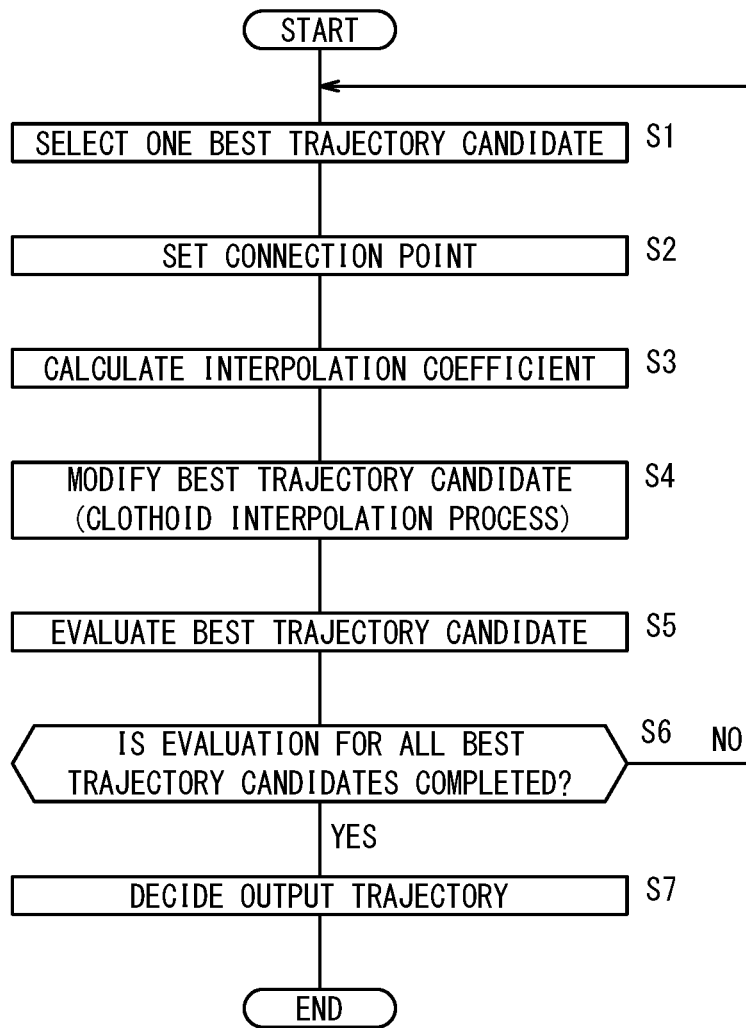 START
SELECT ONE BEST TRAJECTORY CANDIDATE S1
SET CONNECTION POINT S2
CALCULATE INTERPOLATION COEFFICIENT S3
MODIFY BEST TRAJECTORY CANDIDATE S4
(CLOTHOID INTERPOLATION PROCESS)
EVALUATE BEST TRAJECTORY CANDIDATE S5
IS EVALUATION FOR ALL BEST S6 NO
TRAJECTORY CANDIDATES COMPLETED?
YES
DECIDE OUTPUT TRAJECTORY S7
END